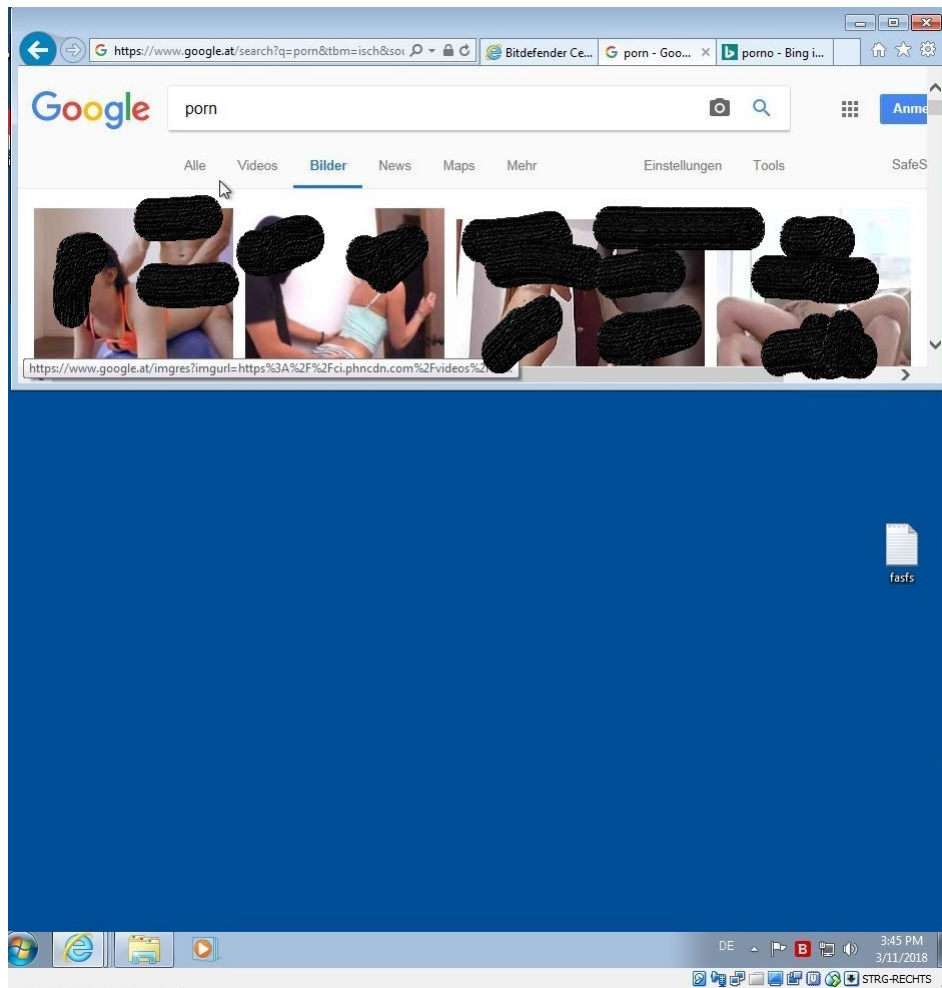 https://www.google.at/search?q=porn&tbm=isch&sou
Bitdefender Ce...
porn - Goo...
porno - Bing i...
Google
porn
Anme
Alle Videos Bilder News Maps Mehr Einstellungen Tools SafeS
https://www.google.at/imgres?imgurl=https%3A%2F%2Fci.phncdn.com%2Fvideos%2
fasfs
DE
3:45 PM
3/11/2018
STRG-RECHTS